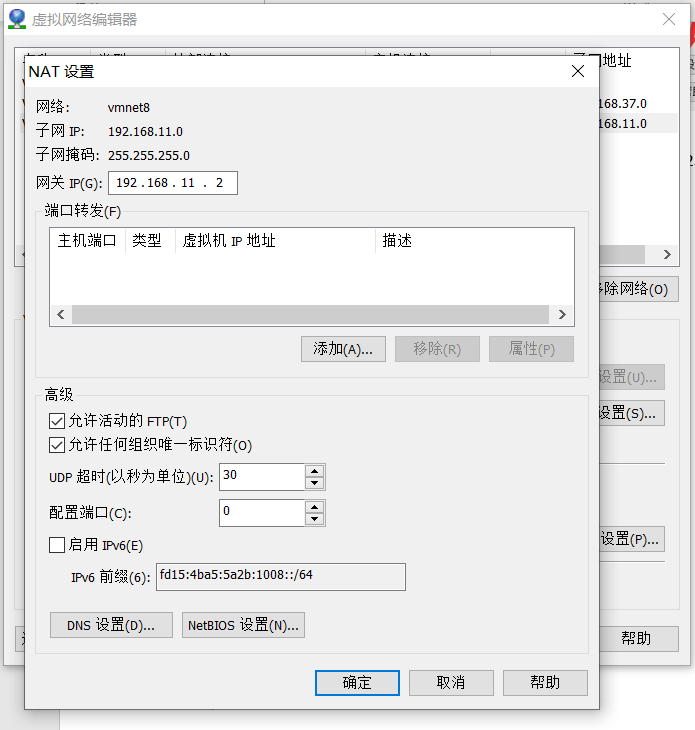 虚拟网络编辑器
NAT 设置
网络: vmnet8
子网 IP: 192.168.11.0
子网掩码: 255.255.255.0
网关 IP(G): 192 . 168 . 11 . 2
端口转发(F)
主机端口 类型 虚拟机 IP 地址 描述
添加(A)... 移除(R) 属性(P)
高级
允许活动的 FTP(T)
允许任何组织唯一标识符(O)
UDP 超时(以秒为单位)(U): 30
配置端口(C): 0
启用 IPv6(E)
IPv6 前缀(6): fd15:4ba5:5a2b:1008::/64
DNS 设置(D)... NetBIOS 设置(N)...
确定 取消 帮助
地址
168.37.0
168.11.0
除网络(O)
设置(U)...
设置(S)...
设置(P)...
帮助